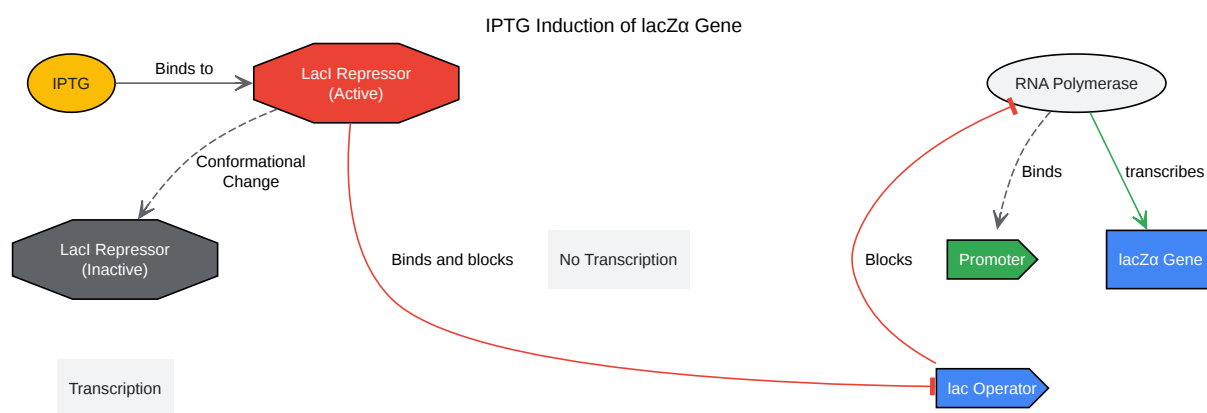 IPTG Induction of lacZα Gene
IPTG
Binds to
LacI Repressor
(Active)
RNA Polymerase
Conformational
Change
Binds
transcribes
LacI Repressor
(Inactive)
Binds and blocks
No Transcription
Blocks
Promoter
lacZα Gene
Transcription
lac Operator